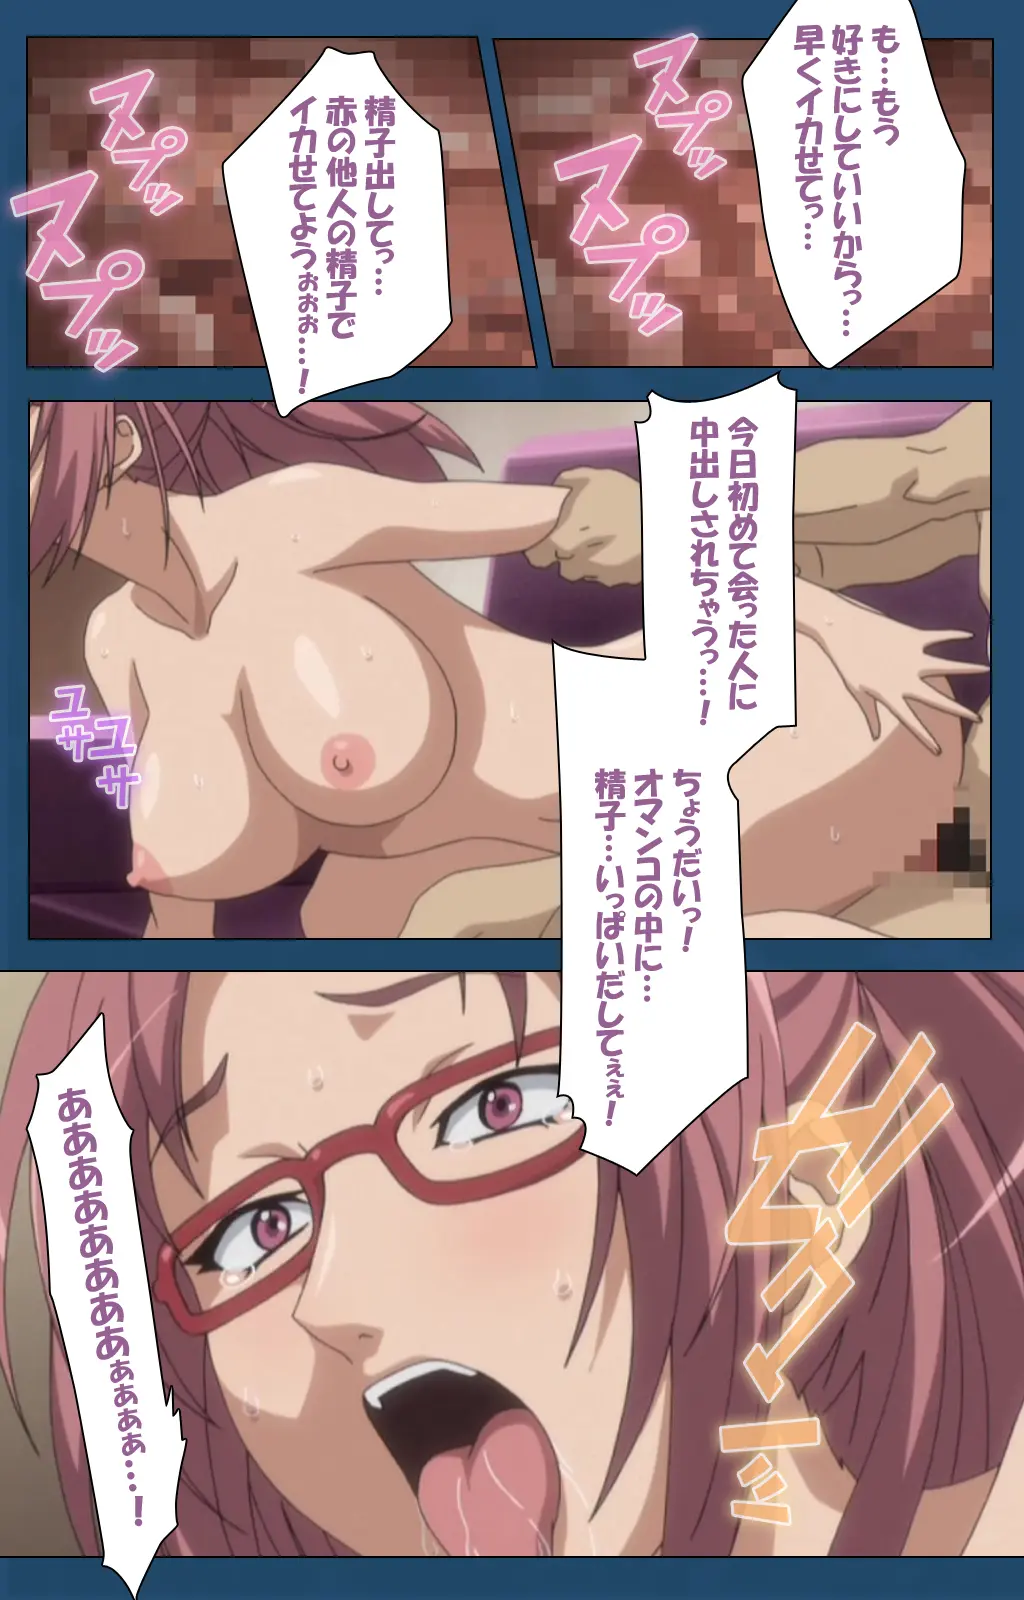 も…もう
好きにしていいからっ…
早くイカせてっ…
ヌプッ
ヌプッ
精子出してっ…
赤の他人の精子で
イカせてようぉぉぉ…！
ヌプッ
ヌプッ
今日初めて会った人に
中出しされちゃうっ…！
ちょうだいっ！
オマンコの中に…
精子…いっぱいだしてぇぇ！
ユサ
ユサ
ああああああああぁぁぁぁ…！